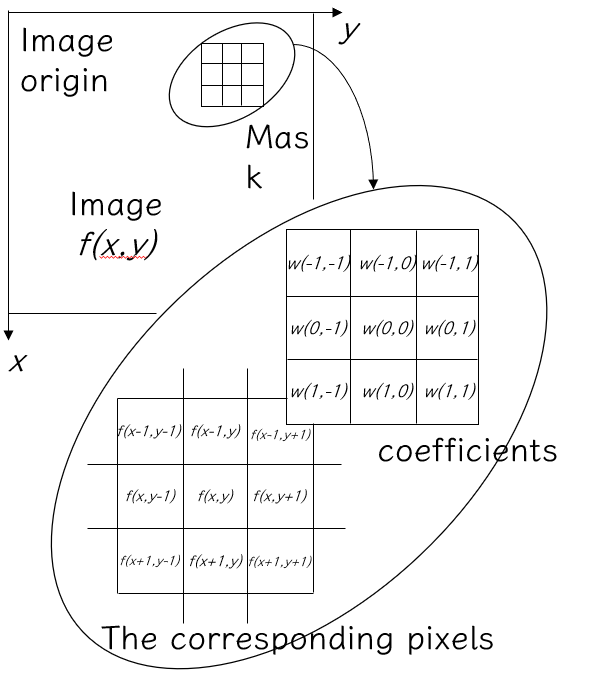 y
Image
origin
Mas
k
Image
f(x,y)
x
w(-1,-1) w(-1,0) w(-1,1)
w(0,-1) w(0,0) w(0,1)
w(1,-1) w(1,0) w(1,1)
coefficients
f(x-1,y-1) f(x-1,y) f(x-1,y+1)
f(x,y-1) f(x,y) f(x,y+1)
f(x+1,y-1) f(x+1,y) f(x+1,y+1)
The corresponding pixels